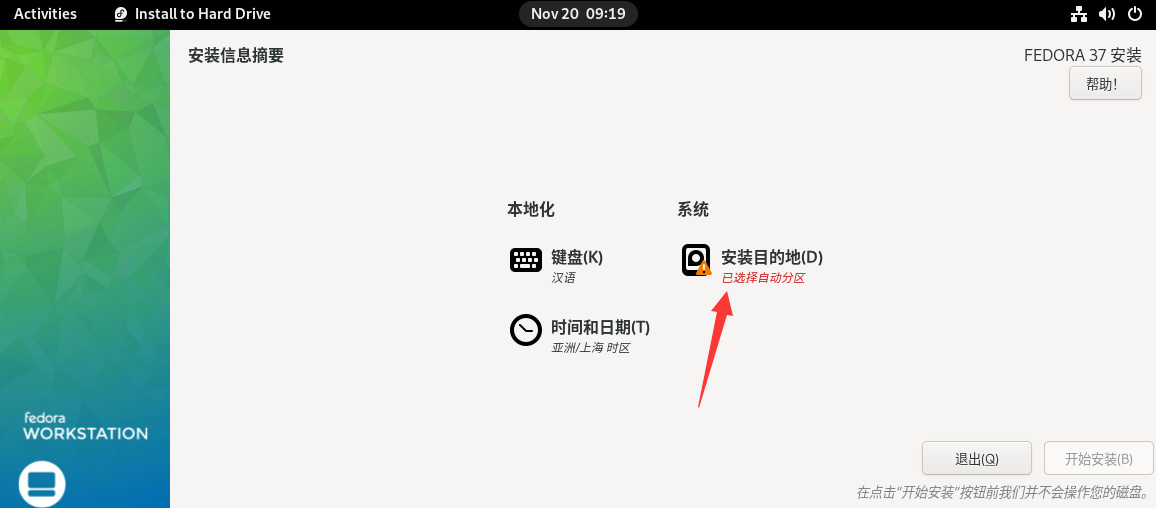 Activities Install to Hard Drive Nov 20 09:19
安装信息摘要 FEDORA 37 安装
帮助!
本地化 系统
键盘(K) 安装目的地(D)
汉语 已选择自动分区
时间和日期(T)
亚洲/上海 时区
fedora
WORKSTATION
退出(Q) 开始安装(B)
在点击“开始安装”按钮前我们并不会操作您的磁盘。